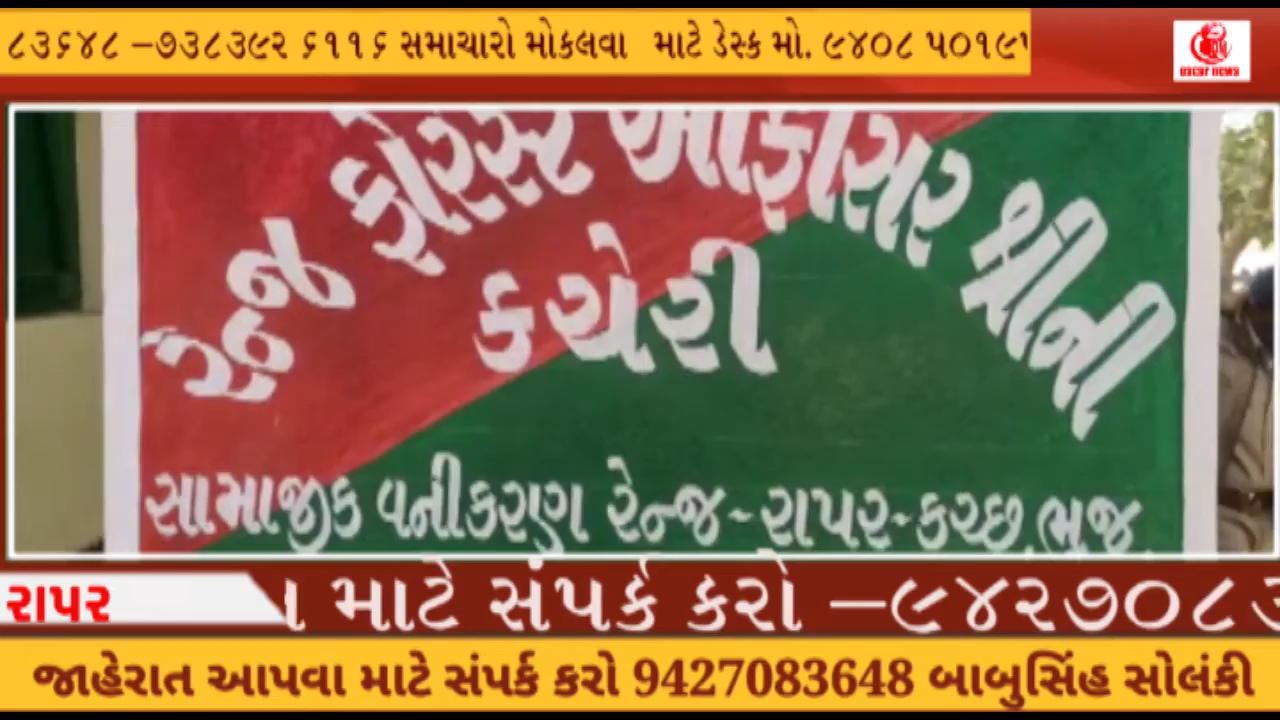 ૮૩૬૪૮ –૭૩૮૩૯૨ ૬૧૧૬ સમાચારો મોકલવા માટે ડેસ્ક મો. ૯૪૦૮ ૫૦૧૯
રેન્જ ફોરેસ્ટ ઓફીસર શ્રીની
કચેરી
સામાજીક વનીકરણ રેન્જ-રાપર-કચ્છ.ભુજ.
રાપર
માટે સંપર્ક કરો –૯૪૨૭૦૮૩
જાહેરાત આપવા માટે સંપર્ક કરો 9427083648 બાબુસિંહ સોલંકી